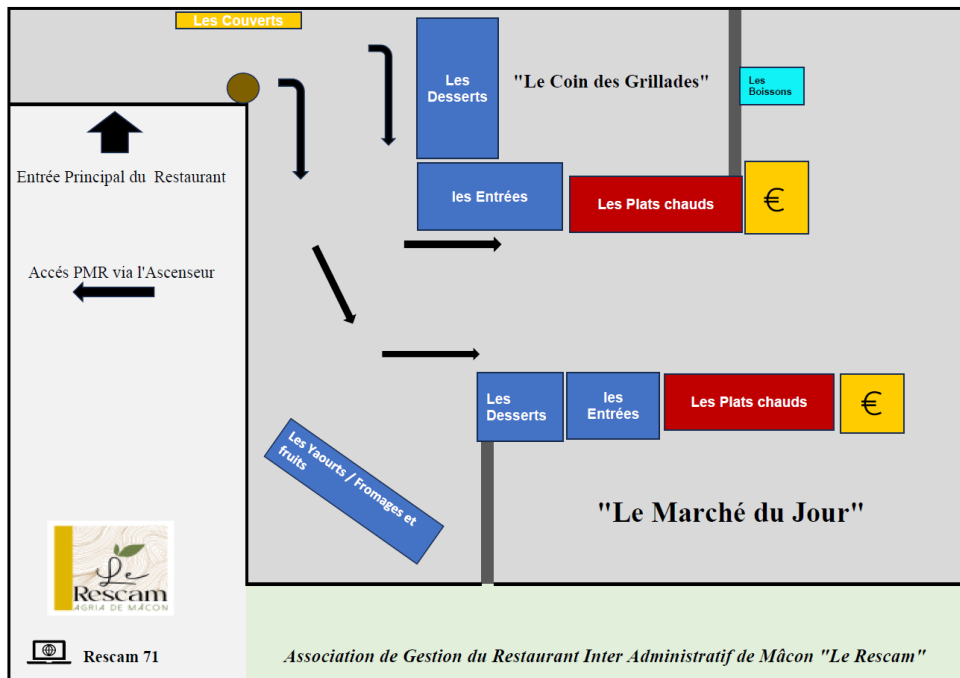 Les Couverts
Les
Desserts
"Le Coin des Grillades"
Les
Boissons
Entrée Principal du Restaurant
les Entrées
Les Plats chauds
€
Accés PMR via l'Ascenseur
Les
Desserts
les
Entrées
Les Plats chauds
€
Les Yaourts / Fromages et
fruits
"Le Marché du Jour"
Le
Rescam
AGRIA DE MÂCON
Rescam 71
Association de Gestion du Restaurant Inter Administratif de Mâcon "Le Rescam"